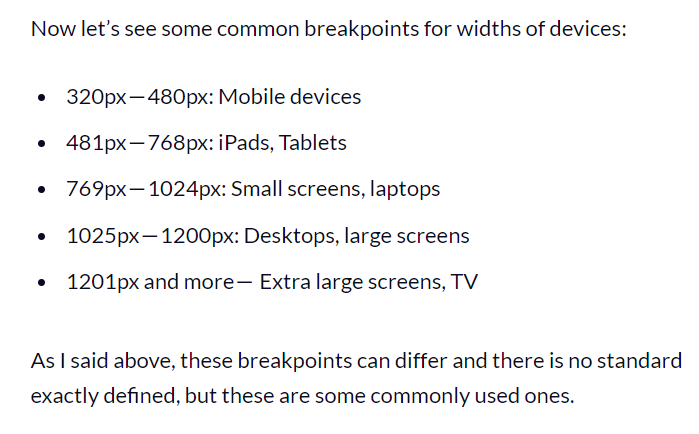 Now let’s see some common breakpoints for widths of devices:
• 320px—480px: Mobile devices
• 481px—768px: iPads, Tablets
• 769px—1024px: Small screens, laptops
• 1025px—1200px: Desktops, large screens
• 1201px and more— Extra large screens, TV
As I said above, these breakpoints can differ and there is no standard
exactly defined, but these are some commonly used ones.